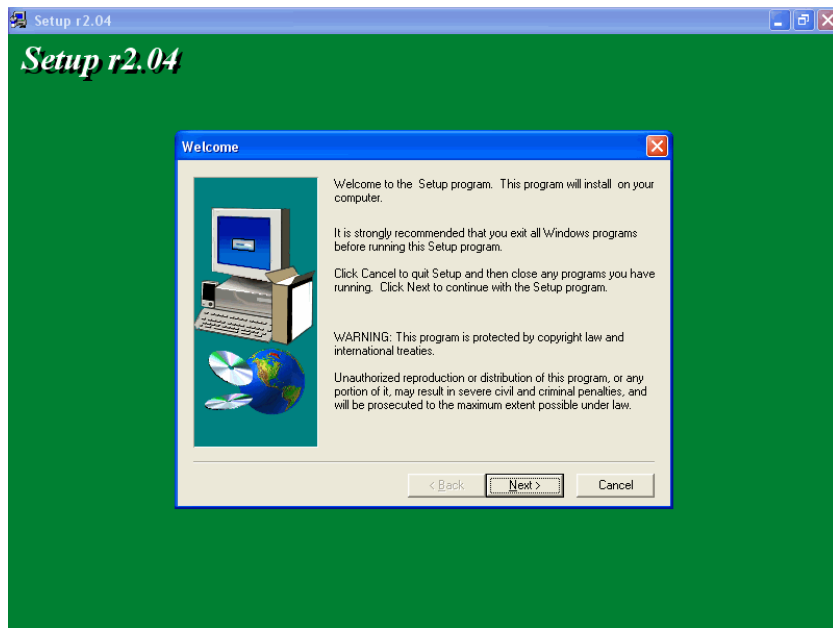 Setup r2.04
Setup r2.04
Welcome
Welcome to the  Setup program.  This program will install  on your
computer.
It is strongly recommended that you exit all Windows programs
before running this Setup program.
Click Cancel to quit Setup and then close any programs you have
running.  Click Next to continue with the Setup program.
WARNING: This program is protected by copyright law and
international treaties.
Unauthorized reproduction or distribution of this program, or any
portion of it, may result in severe civil and criminal penalties, and
will be prosecuted to the maximum extent possible under law.
< Back Next > Cancel